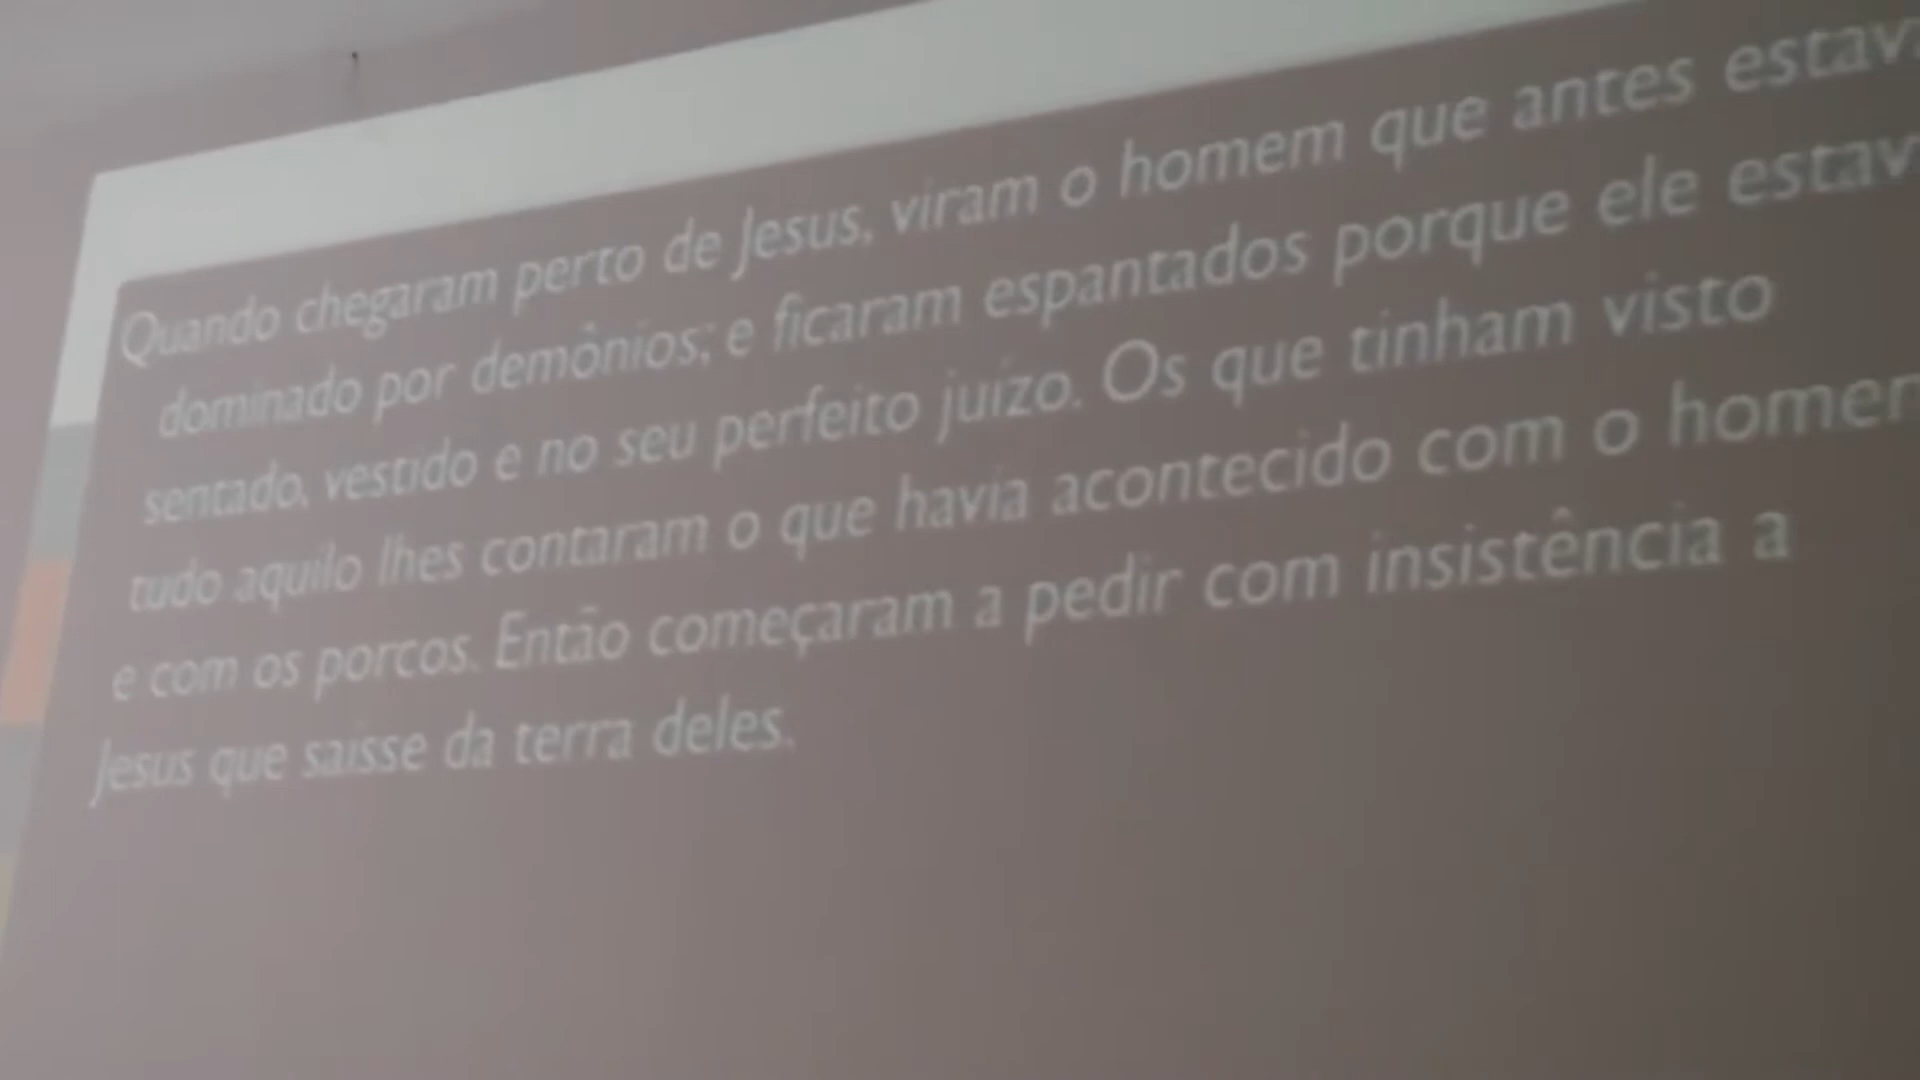 Quando chegaram perto de Jesus, viram o homem que antes estav
dominado por demônios; e ficaram espantados porque ele estav
sentado, vestido e no seu perfeito juízo. Os que tinham visto
tudo aquilo lhes contaram o que havia acontecido com o homem
e com os porcos. Então começaram a pedir com insistência a
Jesus que saísse da terra deles.